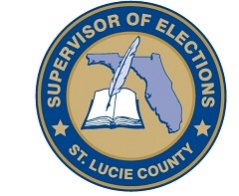 SUPERVISOR OF ELECTIONS
ST. LUCIE COUNTY